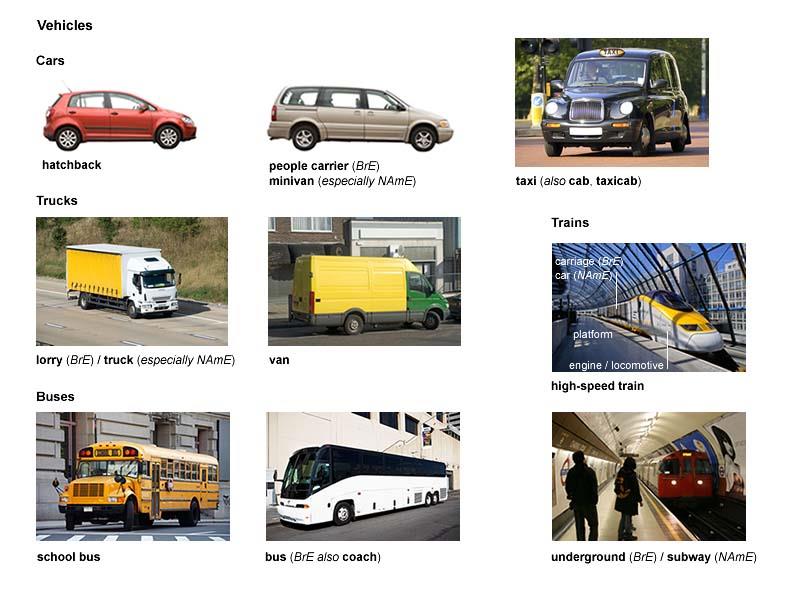 Vehicles
Cars
TAXI
hatchback
people carrier (BrE)
minivan (especially NAmE)
taxi (also cab, taxicab)
Trucks
Trains
carriage (BrE)
car (NAmE)
platform
engine / locomotive
lorry (BrE) / truck (especially NAmE)
van
high-speed train
Buses
school bus
bus (BrE also coach)
underground (BrE) / subway (NAmE)